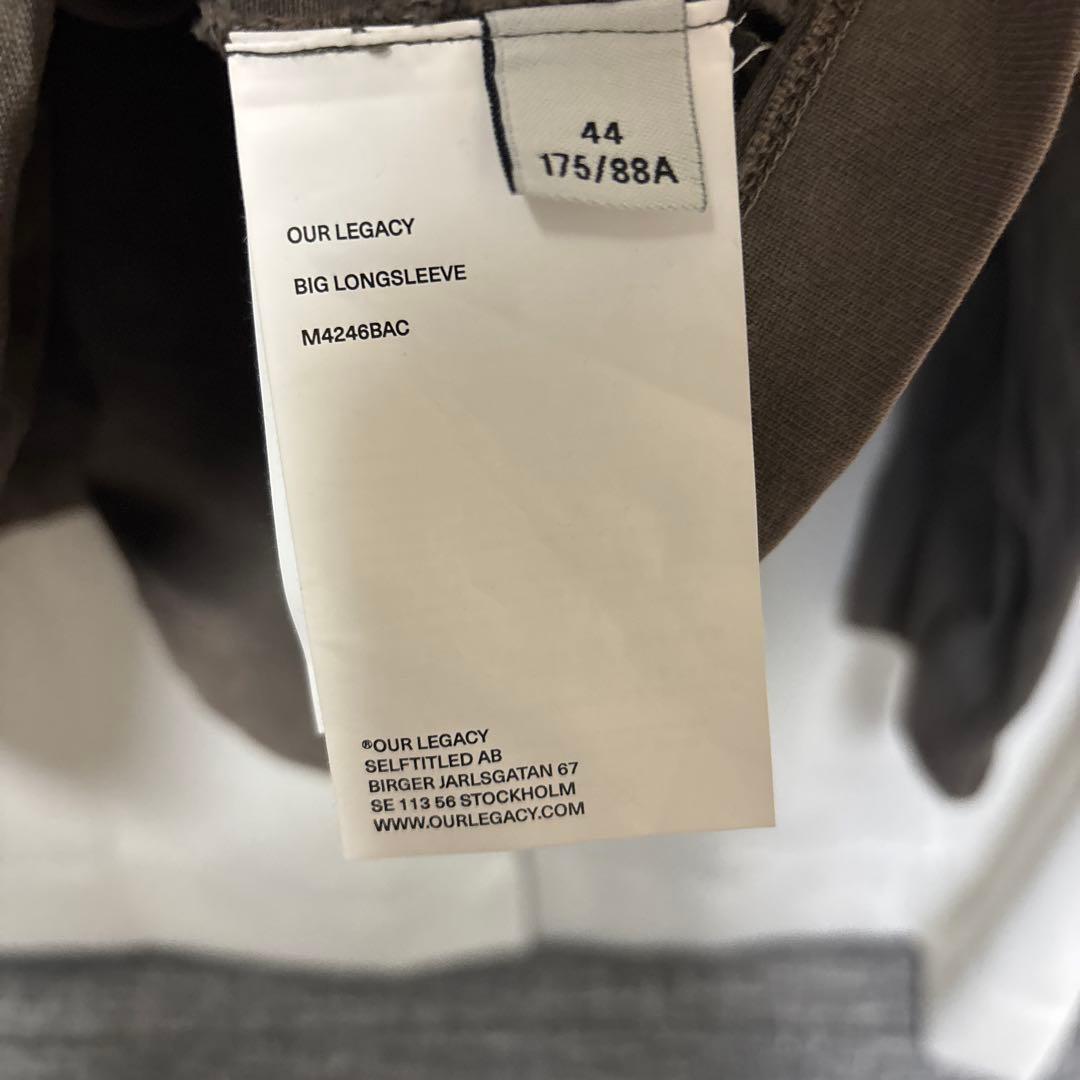 44
175/88A
OUR LEGACY
BIG LONGSLEEVE
M4246BAC
®OUR LEGACY
SELFTITLED AB
BIRGER JARLSGATAN 67
SE 113 56 STOCKHOLM
WWW.OURLEGACY.COM